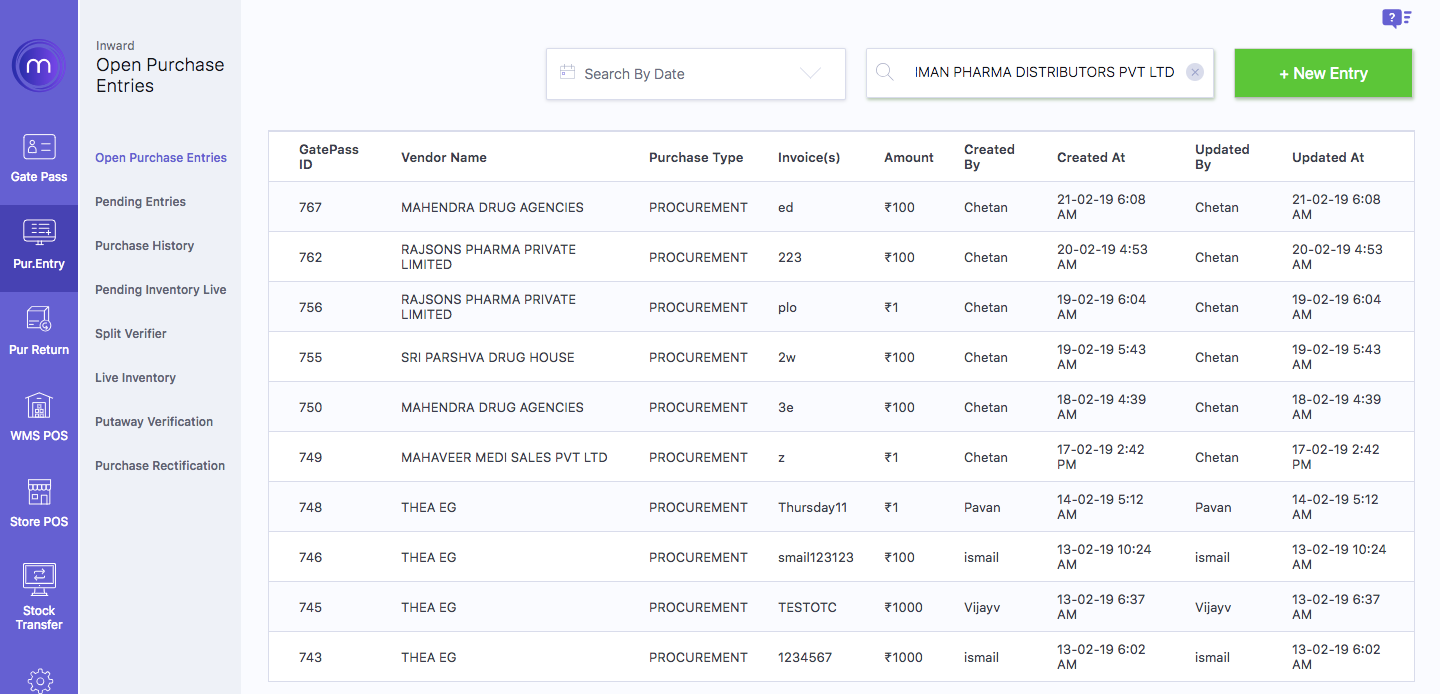 m
Gate Pass
Pur.Entry
Pur Return
WMS POS
Store POS
Stock
Transfer
Inward
Open Purchase
Entries
Open Purchase Entries
Pending Entries
Purchase History
Pending Inventory Live
Split Verifier
Live Inventory
Putaway Verification
Purchase Rectification
?
Search By Date
IMAN PHARMA DISTRIBUTORS PVT LTD
+ New Entry
GatePass ID Vendor Name Purchase Type Invoice(s) Amount Created By Created At Updated By Updated At
767 MAHENDRA DRUG AGENCIES PROCUREMENT ed ₹100 Chetan 21-02-19 6:08 AM Chetan 21-02-19 6:08 AM
762 RAJSONS PHARMA PRIVATE LIMITED PROCUREMENT 223 ₹100 Chetan 20-02-19 4:53 AM Chetan 20-02-19 4:53 AM
756 RAJSONS PHARMA PRIVATE LIMITED PROCUREMENT plo ₹1 Chetan 19-02-19 6:04 AM Chetan 19-02-19 6:04 AM
755 SRI PARSHVA DRUG HOUSE PROCUREMENT 2w ₹100 Chetan 19-02-19 5:43 AM Chetan 19-02-19 5:43 AM
750 MAHENDRA DRUG AGENCIES PROCUREMENT 3e ₹100 Chetan 18-02-19 4:39 AM Chetan 18-02-19 4:39 AM
749 MAHAVEER MEDI SALES PVT LTD PROCUREMENT z ₹1 Chetan 17-02-19 2:42 PM Chetan 17-02-19 2:42 PM
748 THEA EG PROCUREMENT Thursday11 ₹1 Pavan 14-02-19 5:12 AM Pavan 14-02-19 5:12 AM
746 THEA EG PROCUREMENT smail123123 ₹100 ismail 13-02-19 10:24 AM ismail 13-02-19 10:24 AM
745 THEA EG PROCUREMENT TESTOTC ₹1000 Vijayv 13-02-19 6:37 AM Vijayv 13-02-19 6:37 AM
743 THEA EG PROCUREMENT 1234567 ₹1000 ismail 13-02-19 6:02 AM ismail 13-02-19 6:02 AM